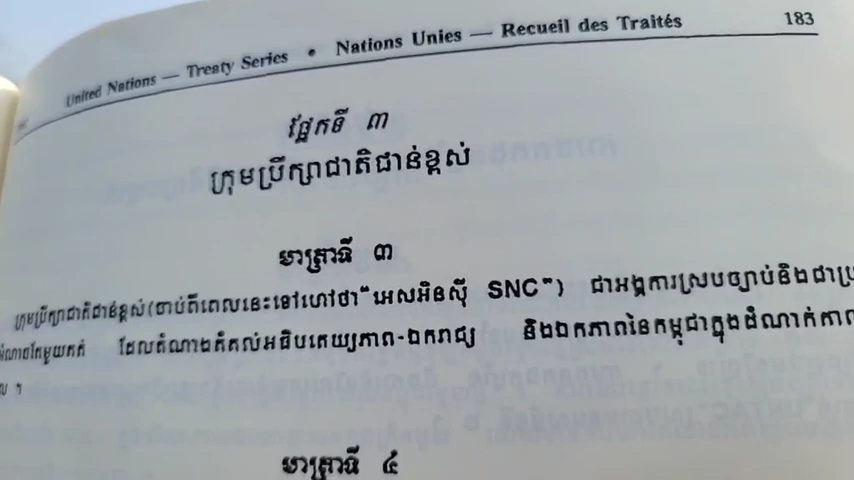 United Nations — Treaty Series • Nations Unies — Recueil des Traités 183
ផ្នែកទី ៣
ក្រុមប្រឹក្សាជាតិជាន់ខ្ពស់
មាត្រាទី ៣
ក្រុមប្រឹក្សាជាតិជាន់ខ្ពស់(ចាប់ពីពេលនេះទៅហៅថា"អេសអិនស៊ី SNC") ជាអង្គការស្របច្បាប់និងជា
តែមួយគត់ ដែលតំណាងតំកល់អធិបតេយ្យភាព-ឯករាជ្យ និងឯកភាពនៃកម្ពុជាក្នុងដំណាក់កាល
មាត្រាទី ៤